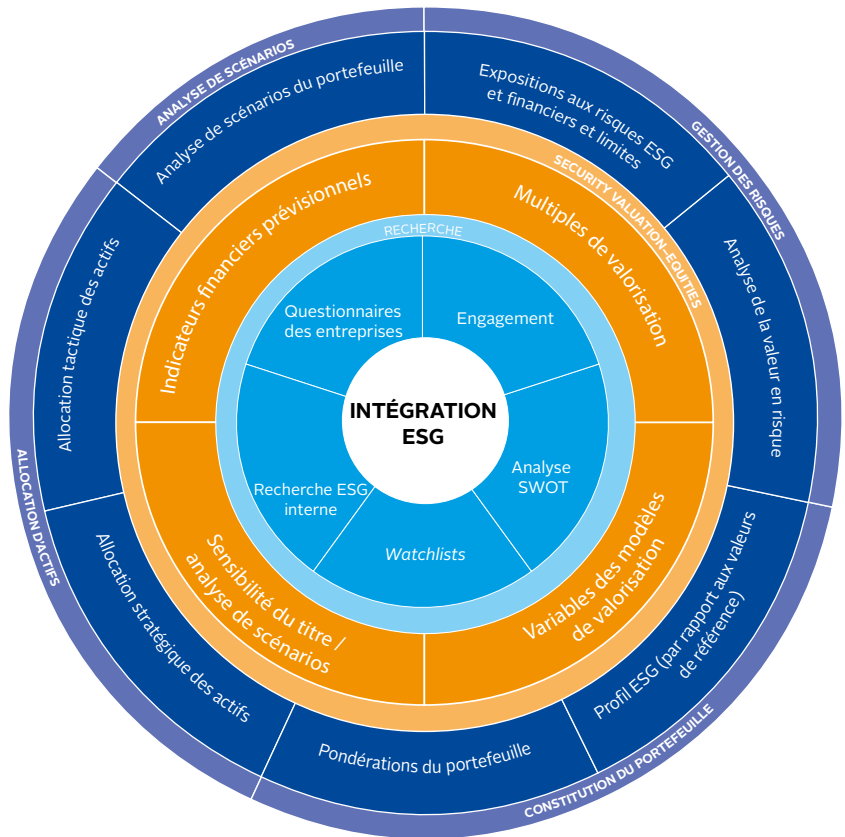 ANALYSE DE SCÉNARIOS
GESTION DES RISQUES
CONSTITUTION DU PORTEFEUILLE
ALLOCATION D'ACTIFS
Analyse de scénarios du portefeuille
Expositions aux risques ESG
et financiers et limites
Analyse de la valeur en risque
Profil ESG (par rapport aux valeurs
de référence)
Pondérations du portefeuille
Allocation stratégique des actifs
Allocation tactique des actifs
SECURITY VALUATION–EQUITIES
Indicateurs financiers prévisionnels
Multiples de valorisation
Variables des modèles
de valorisation
Sensibilité du titre /
analyse de scénarios
RECHERCHE
Questionnaires
des entreprises
Engagement
Analyse
SWOT
Watchlists
Recherche ESG
interne
INTÉGRATION
ESG